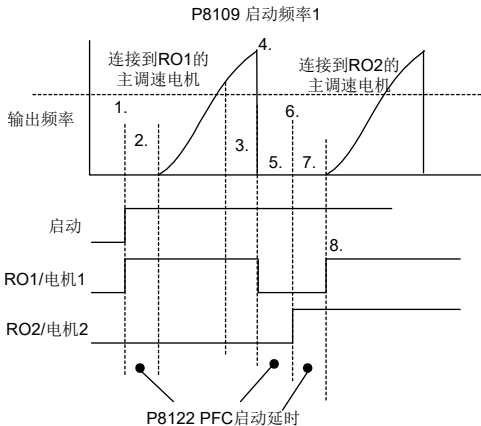 P8109 启动频率1
4.
连接到RO1的
主调速电机
连接到RO2的
主调速电机
1.
6.
输出频率
2.
3.
5.
7.
启动
8.
RO1/电机1
RO2/电机2
P8122 PFC启动延时